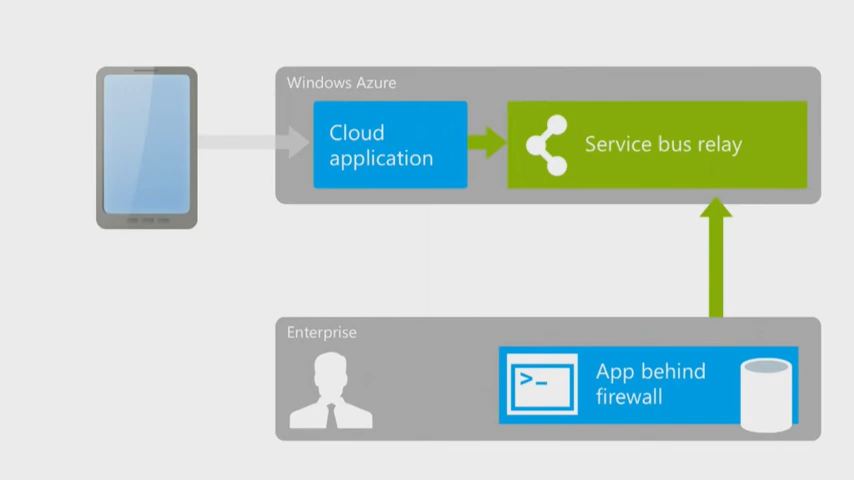 Windows Azure
Cloud
application
Service bus relay
Enterprise
>_
App behind
firewall